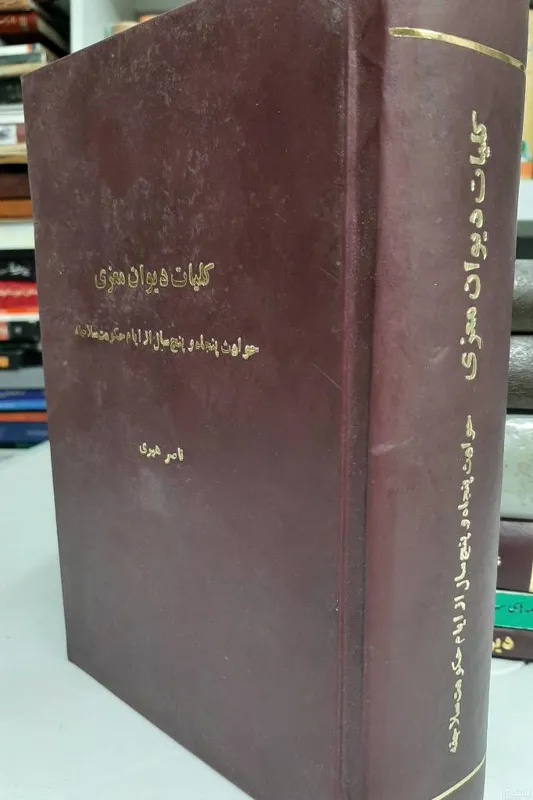 کلیات دیوان معزی
حوادث پنجاه و پنج سال از ایام حکومت سلاجقه
ناصر هیری
کلیات دیوان معزی
حوادث پنجاه و پنج سال از ایام حکومت سلاجقه